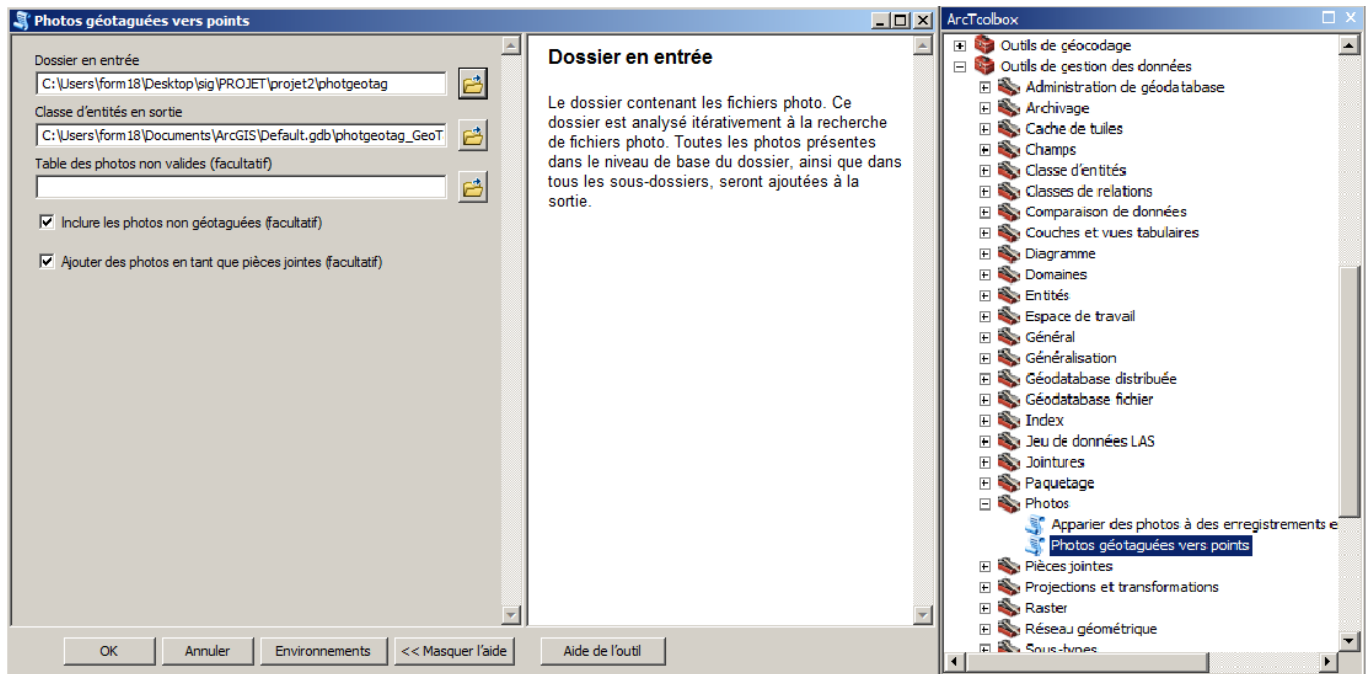 Photos géotaguées vers points
Dossier en entrée
C:\Users\form18\Desktop\sig\PROJET\projet2\photgeotag
Classe d'entités en sortie
C:\Users\form18\Documents\ArcGIS\Default.gdb\photgeotag_GeoT
Table des photos non valides (facultatif)
Inclure les photos non géotaguées (facultatif)
Ajouter des photos en tant que pièces jointes (facultatif)
OK
Annuler
Environnements
<< Masquer l'aide
Dossier en entrée
Le dossier contenant les fichiers photo. Ce
dossier est analysé itérativement à la recherche
de fichiers photo. Toutes les photos présentes
dans le niveau de base du dossier, ainsi que dans
tous les sous-dossiers, seront ajoutées à la
sortie.
Aide de l'outil
ArcToolbox
Outils de géocodage
Outils de gestion des données
Administration de géodatabase
Archivage
Cache de tuiles
Champs
Classe d'entités
Classes de relations
Comparaison de données
Couches et vues tabulaires
Diagramme
Domaines
Entités
Espace de travail
Général
Généralisation
Géodatabase distribuée
Géodatabase fichier
Index
Jeu de données LAS
Jointures
Paquetage
Photos
Apparier des photos à des enregistrements e
Photos géotaguées vers points
Pièces jointes
Projections et transformations
Raster
Réseau géométrique
Sous-types